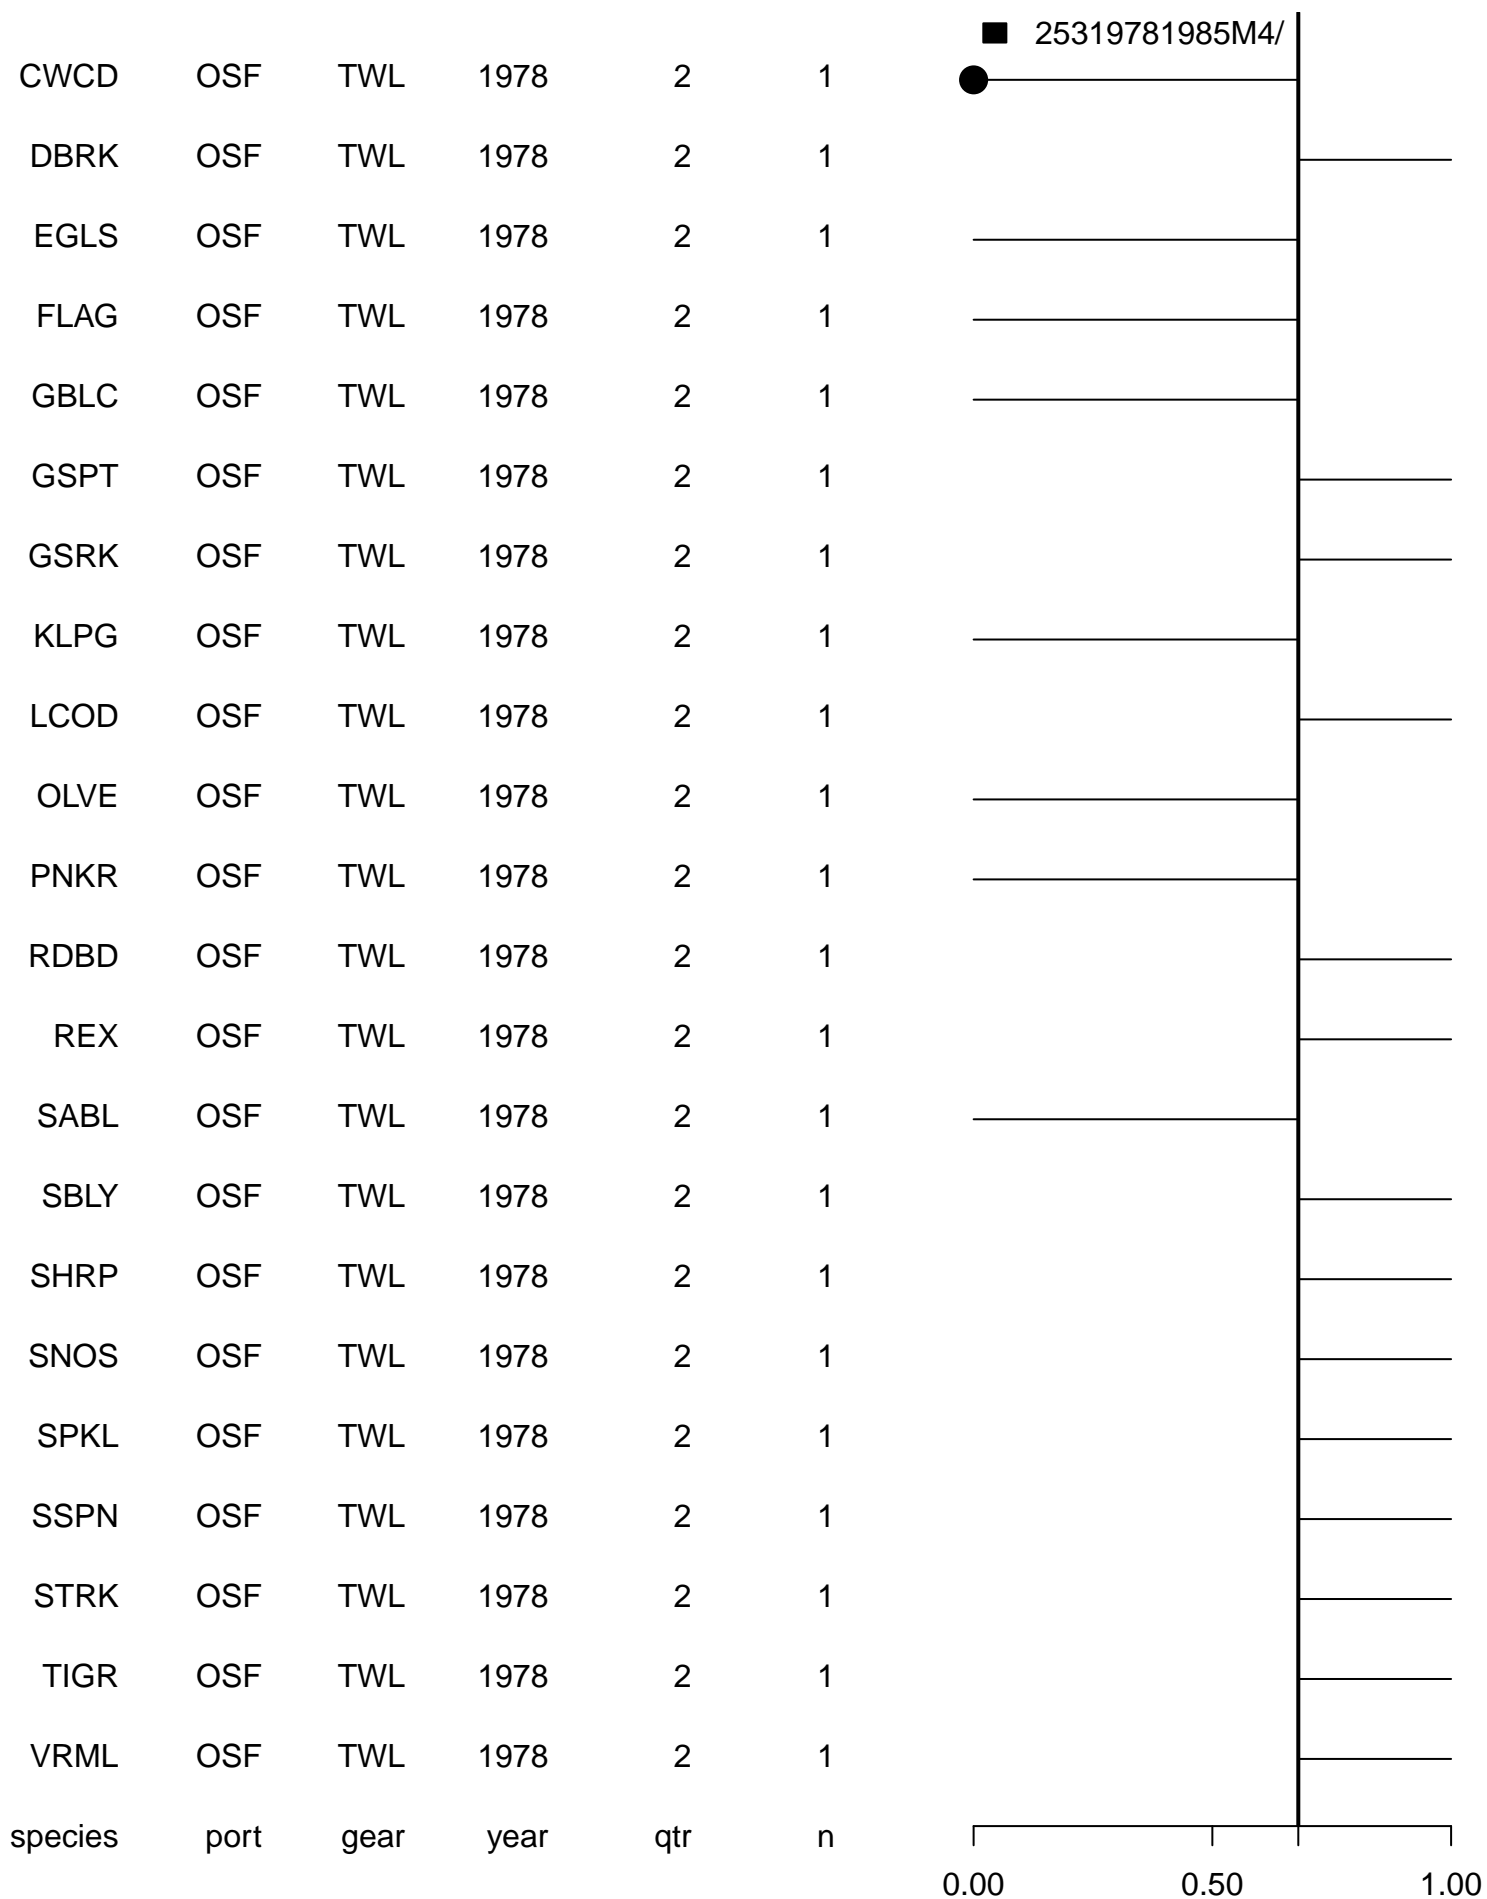 25319781985M4/
CWCD OSF TWL 1978 2 1
DBRK OSF TWL 1978 2 1
EGLS OSF TWL 1978 2 1
FLAG OSF TWL 1978 2 1
GBLC OSF TWL 1978 2 1
GSPT OSF TWL 1978 2 1
GSRK OSF TWL 1978 2 1
KLPG OSF TWL 1978 2 1
LCOD OSF TWL 1978 2 1
OLVE OSF TWL 1978 2 1
PNKR OSF TWL 1978 2 1
RDBD OSF TWL 1978 2 1
REX OSF TWL 1978 2 1
SABL OSF TWL 1978 2 1
SBLY OSF TWL 1978 2 1
SHRP OSF TWL 1978 2 1
SNOS OSF TWL 1978 2 1
SPKL OSF TWL 1978 2 1
SSPN OSF TWL 1978 2 1
STRK OSF TWL 1978 2 1
TIGR OSF TWL 1978 2 1
VRML OSF TWL 1978 2 1
species port gear year qtr n
0.00 0.50 1.00